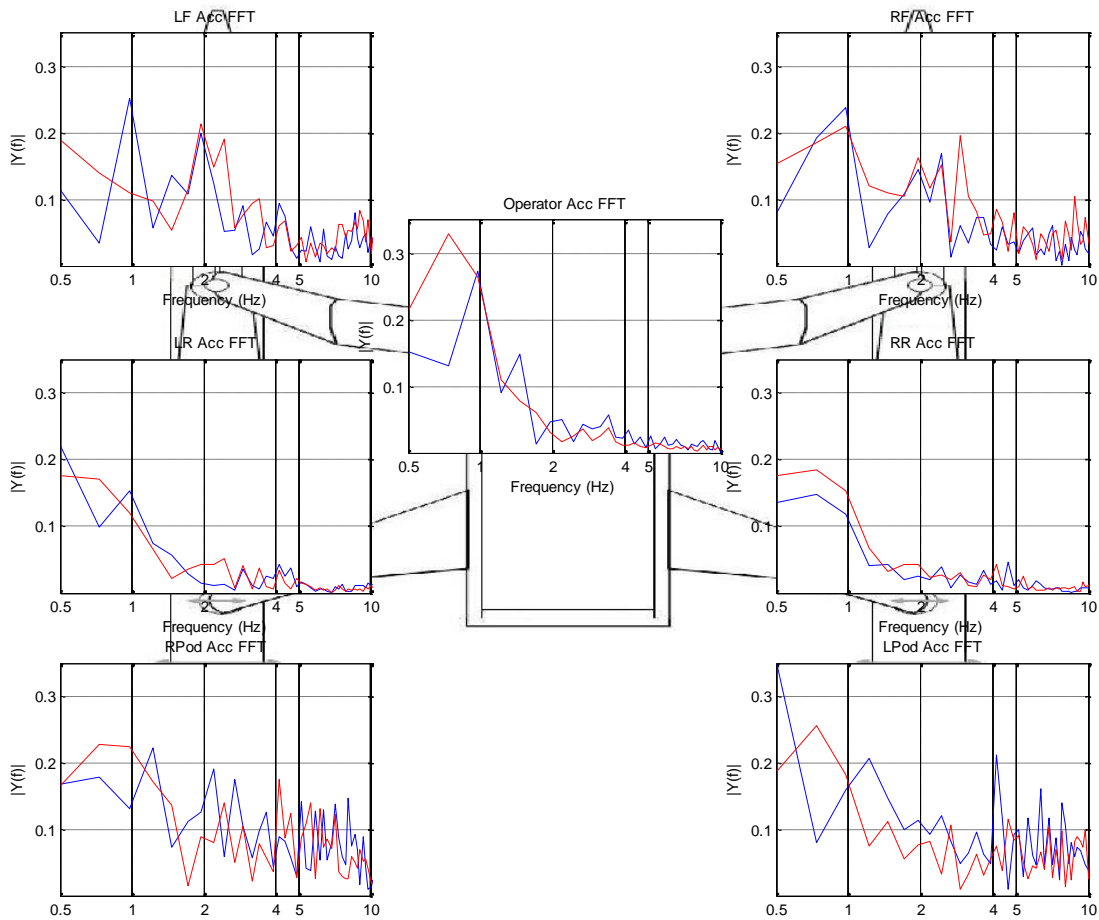 LF Acc FFT
|Y(f)|
0.3
0.2
0.1
0.5 1 2 4 5 10
Frequency (Hz)
RF Acc FFT
|Y(f)|
0.3
0.2
0.1
0.5 1 2 4 5 10
Frequency (Hz)
Operator Acc FFT
|Y(f)|
0.3
0.2
0.1
0.5 1 2 4 5 10
Frequency (Hz)
LR Acc FFT
|Y(f)|
0.3
0.2
0.1
0.5 1 2 4 5 10
Frequency (Hz)
RR Acc FFT
|Y(f)|
0.3
0.2
0.1
0.5 1 2 4 5 10
Frequency (Hz)
RPod Acc FFT
|Y(f)|
0.3
0.2
0.1
0.5 1 2 4 5 10
LPod Acc FFT
|Y(f)|
0.3
0.2
0.1
0.5 1 2 4 5 10